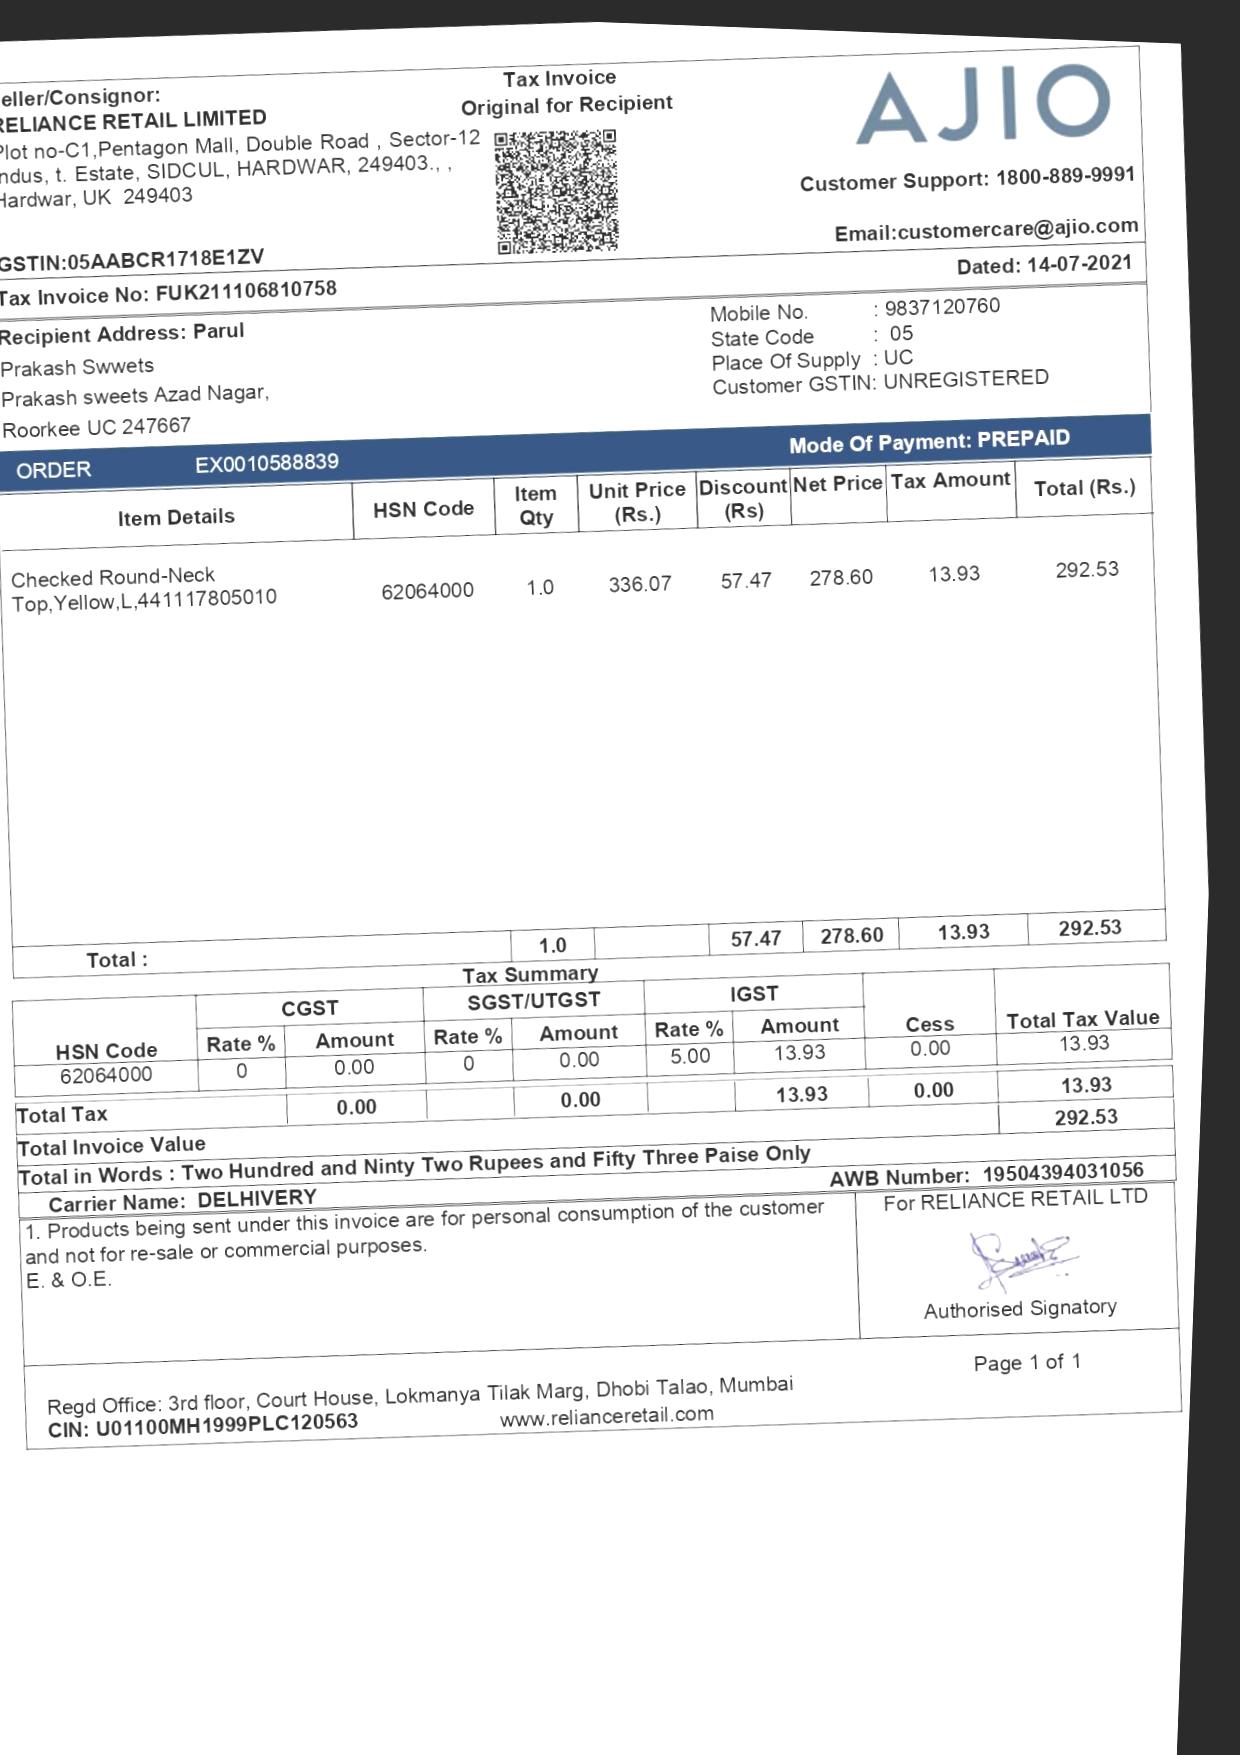 eller/Consignor:
RELIANCE RETAIL LIMITED
Plot no-C1,Pentagon Mall, Double Road , Sector-12
ndus, t. Estate, SIDCUL, HARDWAR, 249403., ,
Hardwar, UK 249403
GSTIN:05AABCR1718E1ZV
Tax Invoice
Original for Recipient
AJIO
Customer Support: 1800-889-9991
Email:customercare@ajio.com
Tax Invoice No: FUK211106810758
Dated: 14-07-2021
Recipient Address: Parul
Prakash Swwets
Prakash sweets Azad Nagar,
Roorkee UC 247667
Mobile No. : 9837120760
State Code : 05
Place Of Supply : UC
Customer GSTIN: UNREGISTERED
ORDER EX0010588839 Mode Of Payment: PREPAID
Item Details HSN Code Item Qty Unit Price (Rs.) Discount (Rs) Net Price Tax Amount Total (Rs.)
Checked Round-Neck
Top,Yellow,L,441117805010 62064000 1.0 336.07 57.47 278.60 13.93 292.53
Total : 1.0 57.47 278.60 13.93 292.53
Tax Summary
CGST SGST/UTGST IGST
HSN Code Rate % Amount Rate % Amount Rate % Amount Cess Total Tax Value
62064000 0 0.00 0 0.00 5.00 13.93 0.00 13.93
Total Tax 0.00 0.00 13.93 0.00 13.93
Total Invoice Value 292.53
Total in Words : Two Hundred and Ninty Two Rupees and Fifty Three Paise Only
Carrier Name: DELHIVERY AWB Number: 19504394031056
1. Products being sent under this invoice are for personal consumption of the customer
and not for re-sale or commercial purposes.
E. & O.E.
For RELIANCE RETAIL LTD
Authorised Signatory
Page 1 of 1
Regd Office: 3rd floor, Court House, Lokmanya Tilak Marg, Dhobi Talao, Mumbai
CIN: U01100MH1999PLC120563 www.relianceretail.com